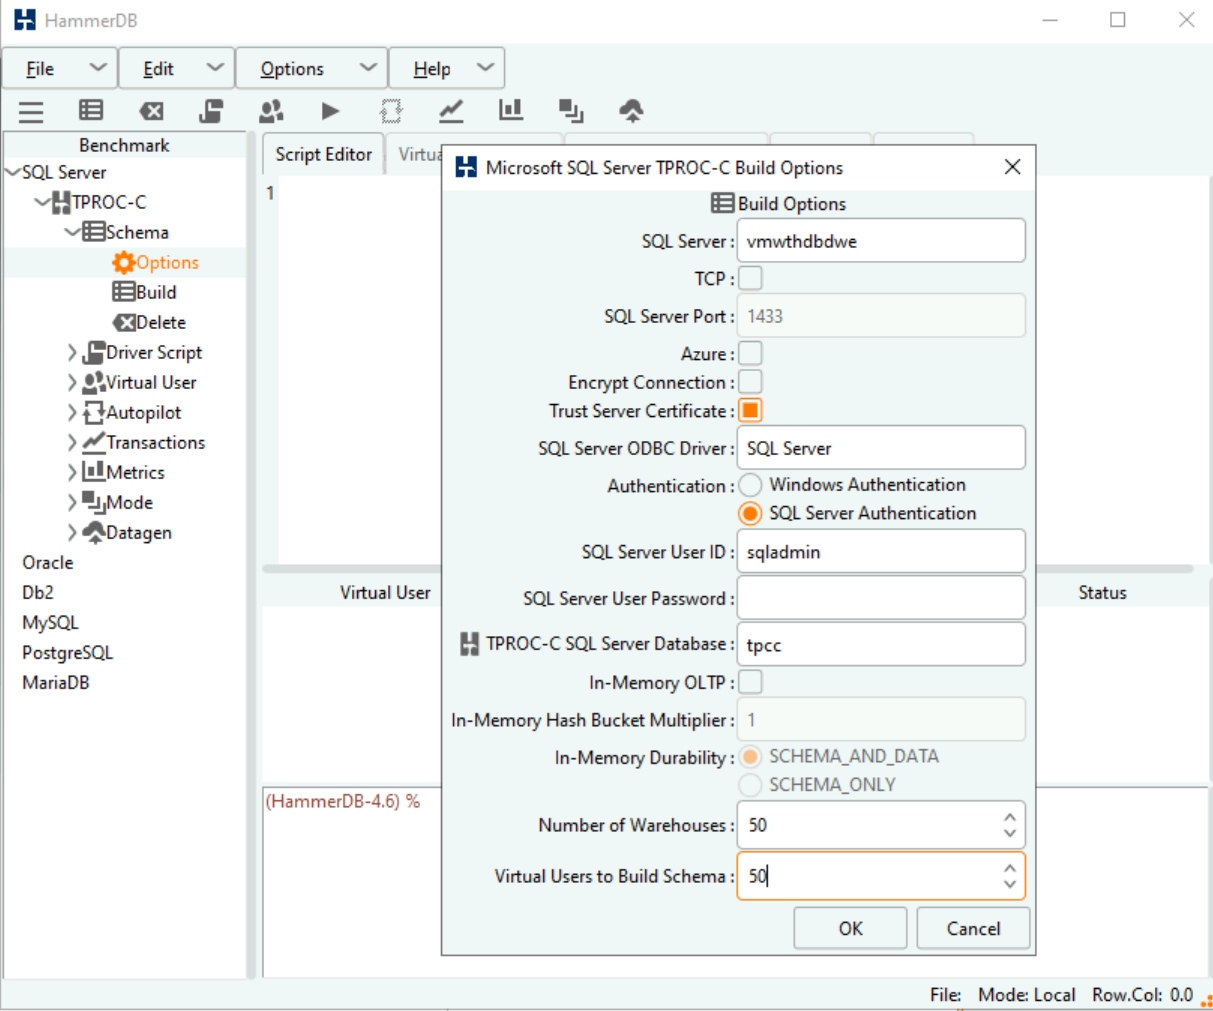 HammerDB
File Edit Options Help
Benchmark
SQL Server
TPROC-C
Schema
Options
Build
Delete
Driver Script
Virtual User
Autopilot
Transactions
Metrics
Mode
Datagen
Oracle
Db2
MySQL
PostgreSQL
MariaDB
Script Editor Virtua
1
Virtual User Status
(HammerDB-4.6) %
Microsoft SQL Server TPROC-C Build Options
Build Options
SQL Server : vmwthdbdwe
TCP :
SQL Server Port : 1433
Azure :
Encrypt Connection :
Trust Server Certificate :
SQL Server ODBC Driver : SQL Server
Authentication : Windows Authentication
SQL Server Authentication
SQL Server User ID : sqladmin
SQL Server User Password :
TPROC-C SQL Server Database : tpcc
In-Memory OLTP :
In-Memory Hash Bucket Multiplier : 1
In-Memory Durability : SCHEMA_AND_DATA
SCHEMA_ONLY
Number of Warehouses : 50
Virtual Users to Build Schema : 50
OK Cancel
File: Mode: Local Row.Col: 0.0